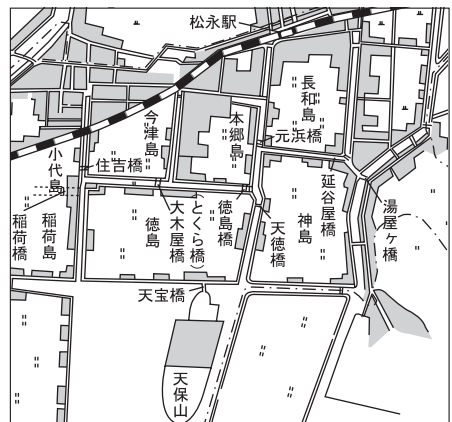 松永駅
長和島
今津島
本郷島
元浜橋
小代島
住吉橋
延谷屋橋
湯屋ヶ橋
稲荷橋
稲荷島
徳島
大木屋橋
(とくら橋)
徳島橋
天徳橋
神島
天宝橋
天保山